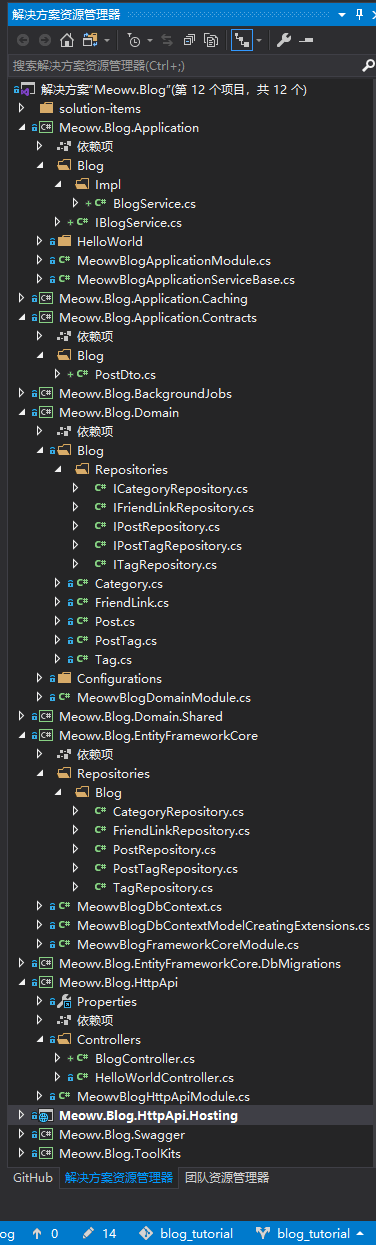 解决方案资源管理器
搜索解决方案资源管理器(Ctrl+;)
解决方案"Meowv.Blog"(第 12 个项目，共 12 个)
solution-items
Meowv.Blog.Application
依赖项
Blog
Impl
BlogService.cs
IBlogService.cs
HelloWorld
MeowvBlogApplicationModule.cs
MeowvBlogApplicationServiceBase.cs
Meowv.Blog.Application.Caching
Meowv.Blog.Application.Contracts
依赖项
Blog
PostDto.cs
Meowv.Blog.BackgroundJobs
Meowv.Blog.Domain
依赖项
Blog
Repositories
ICategoryRepository.cs
IFriendLinkRepository.cs
IPostRepository.cs
IPostTagRepository.cs
ITagRepository.cs
Category.cs
FriendLink.cs
Post.cs
PostTag.cs
Tag.cs
Configurations
MeowvBlogDomainModule.cs
Meowv.Blog.Domain.Shared
Meowv.Blog.EntityFrameworkCore
依赖项
Repositories
Blog
CategoryRepository.cs
FriendLinkRepository.cs
PostRepository.cs
PostTagRepository.cs
TagRepository.cs
MeowvBlogDbContext.cs
MeowvBlogDbContextModelCreatingExtensions.cs
MeowvBlogFrameworkCoreModule.cs
Meowv.Blog.EntityFrameworkCore.DbMigrations
Meowv.Blog.HttpApi
Properties
依赖项
Controllers
BlogController.cs
HelloWorldController.cs
MeowvBlogHttpApiModule.cs
Meowv.Blog.HttpApi.Hosting
Meowv.Blog.Swagger
Meowv.Blog.ToolKits
GitHub 解决方案资源管理器 团队资源管理器
og 0 14 blog_tutorial blog_tutorial